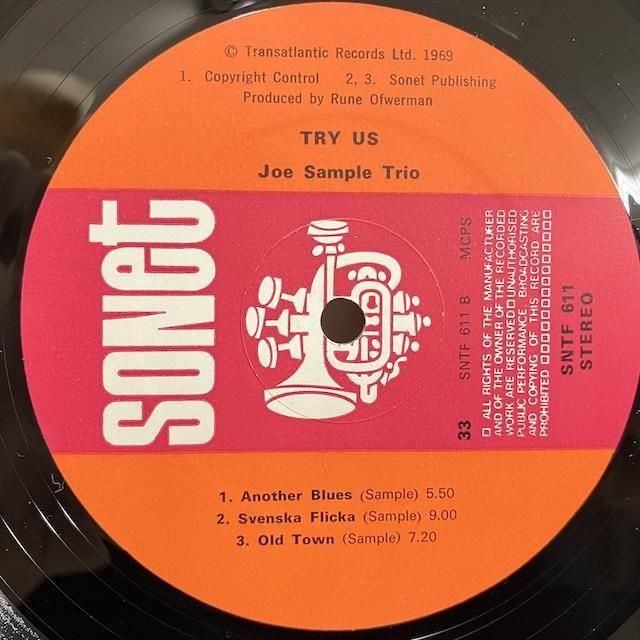 © Transatlantic Records Ltd. 1969
1. Copyright Control 2, 3. Sonet Publishing
Produced by Rune Ofwerman
TRY US
Joe Sample Trio
sonet
33 SNTF 611 B MCPS
□ ALL RIGHTS OF THE MANUFACTURER
AND OF THE OWNER OF THE RECORDED
WORK ARE RESERVED □ UNAUTHORISED
PUBLIC PERFORMANCE, BROADCASTING
AND COPYING OF THIS RECORD ARE
PROHIBITED □□□□□□□□□□□□□
SNTF 611
STEREO
1. Another Blues (Sample) 5.50
2. Svenska Flicka (Sample) 9.00
3. Old Town (Sample) 7.20